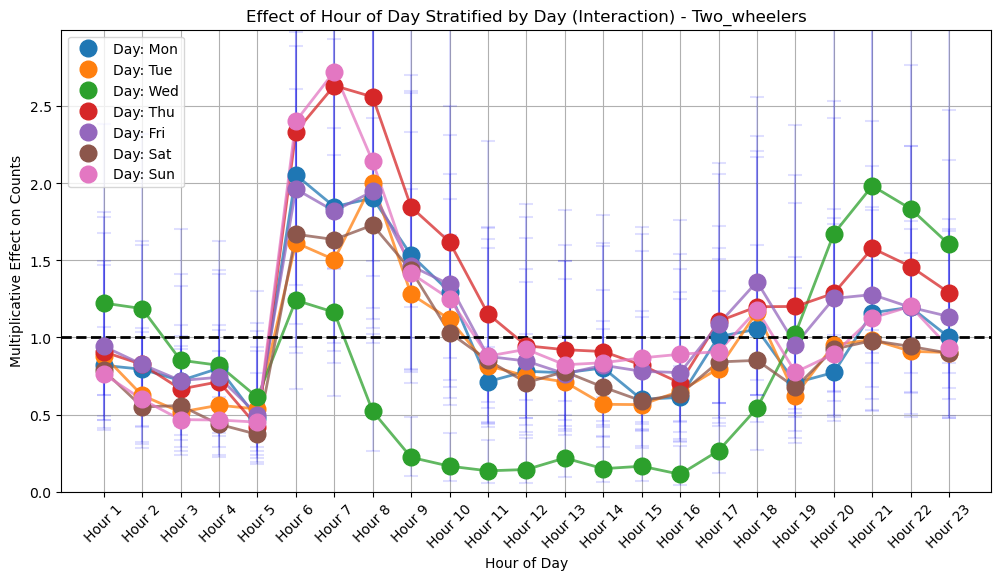 Effect of Hour of Day Stratified by Day (Interaction) - Two_wheelers
Multiplicative Effect on Counts
2.5
2.0
1.5
1.0
0.5
0.0
Day: Mon
Day: Tue
Day: Wed
Day: Thu
Day: Fri
Day: Sat
Day: Sun
Hour 1
Hour 2
Hour 3
Hour 4
Hour 5
Hour 6
Hour 7
Hour 8
Hour 9
Hour 10
Hour 11
Hour 12
Hour 13
Hour 14
Hour 15
Hour 16
Hour 17
Hour 18
Hour 19
Hour 20
Hour 21
Hour 22
Hour 23
Hour of Day